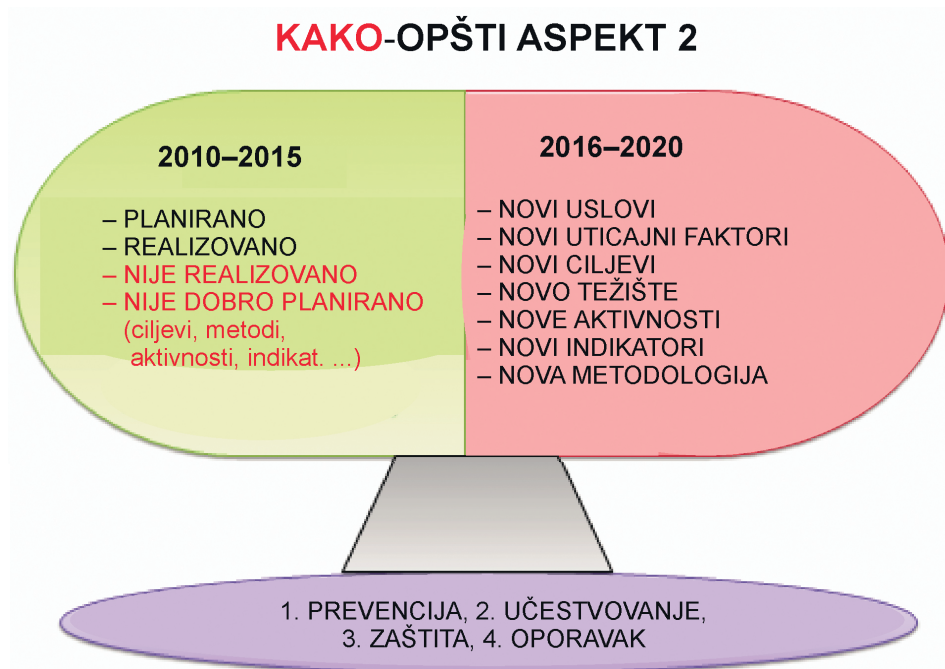 KAKO-OPŠTI ASPEKT 2
2010–2015
– PLANIRANO
– REALIZOVANO
– NIJE REALIZOVANO
– NIJE DOBRO PLANIRANO
(ciljevi, metodi,
aktivnosti, indikat. ...)
2016–2020
– NOVI USLOVI
– NOVI UTICAJNI FAKTORI
– NOVI CILJEVI
– NOVO TEŽIŠTE
– NOVE AKTIVNOSTI
– NOVI INDIKATORI
– NOVA METODOLOGIJA
1. PREVENCIJA, 2. UČESTVOVANJE,
3. ZAŠTITA, 4. OPORAVAK